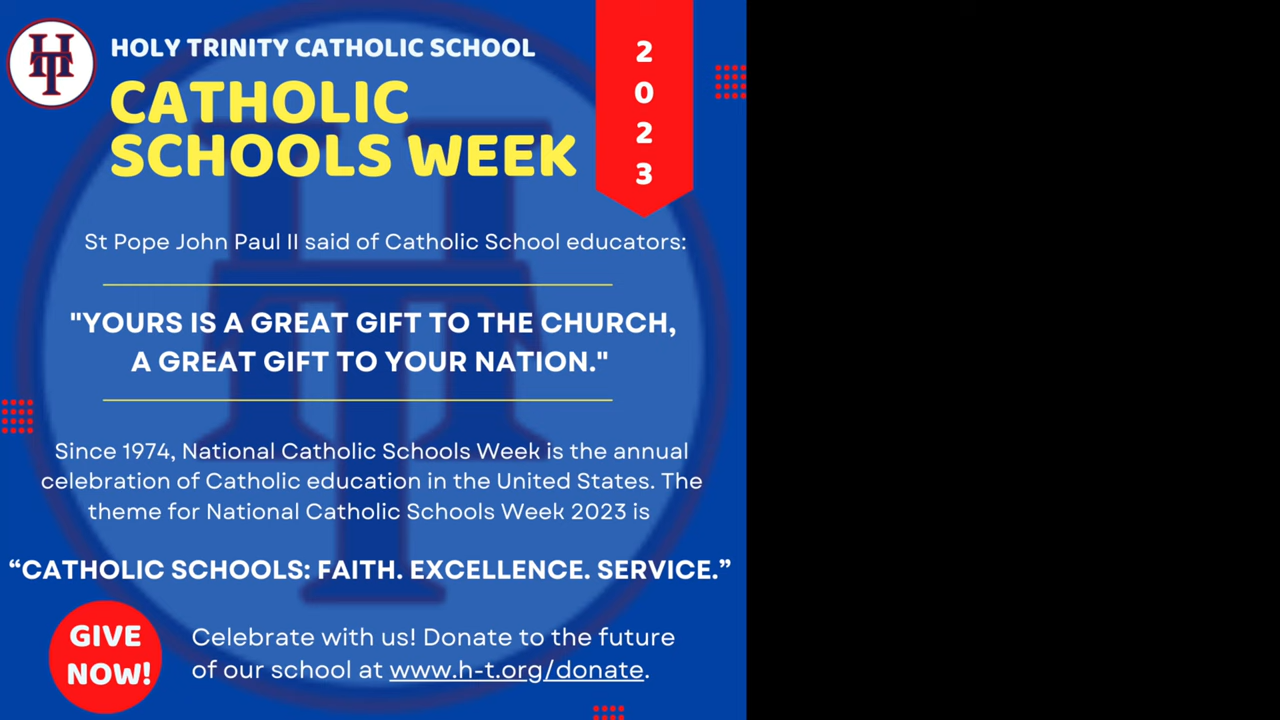 HT
HOLY TRINITY CATHOLIC SCHOOL
CATHOLIC
SCHOOLS WEEK
2
0
2
3
St Pope John Paul II said of Catholic School educators:
"YOURS IS A GREAT GIFT TO THE CHURCH,
A GREAT GIFT TO YOUR NATION."
Since 1974, National Catholic Schools Week is the annual
celebration of Catholic education in the United States. The
theme for National Catholic Schools Week 2023 is
“CATHOLIC SCHOOLS: FAITH. EXCELLENCE. SERVICE.”
GIVE
NOW!
Celebrate with us! Donate to the future
of our school at www.h-t.org/donate.